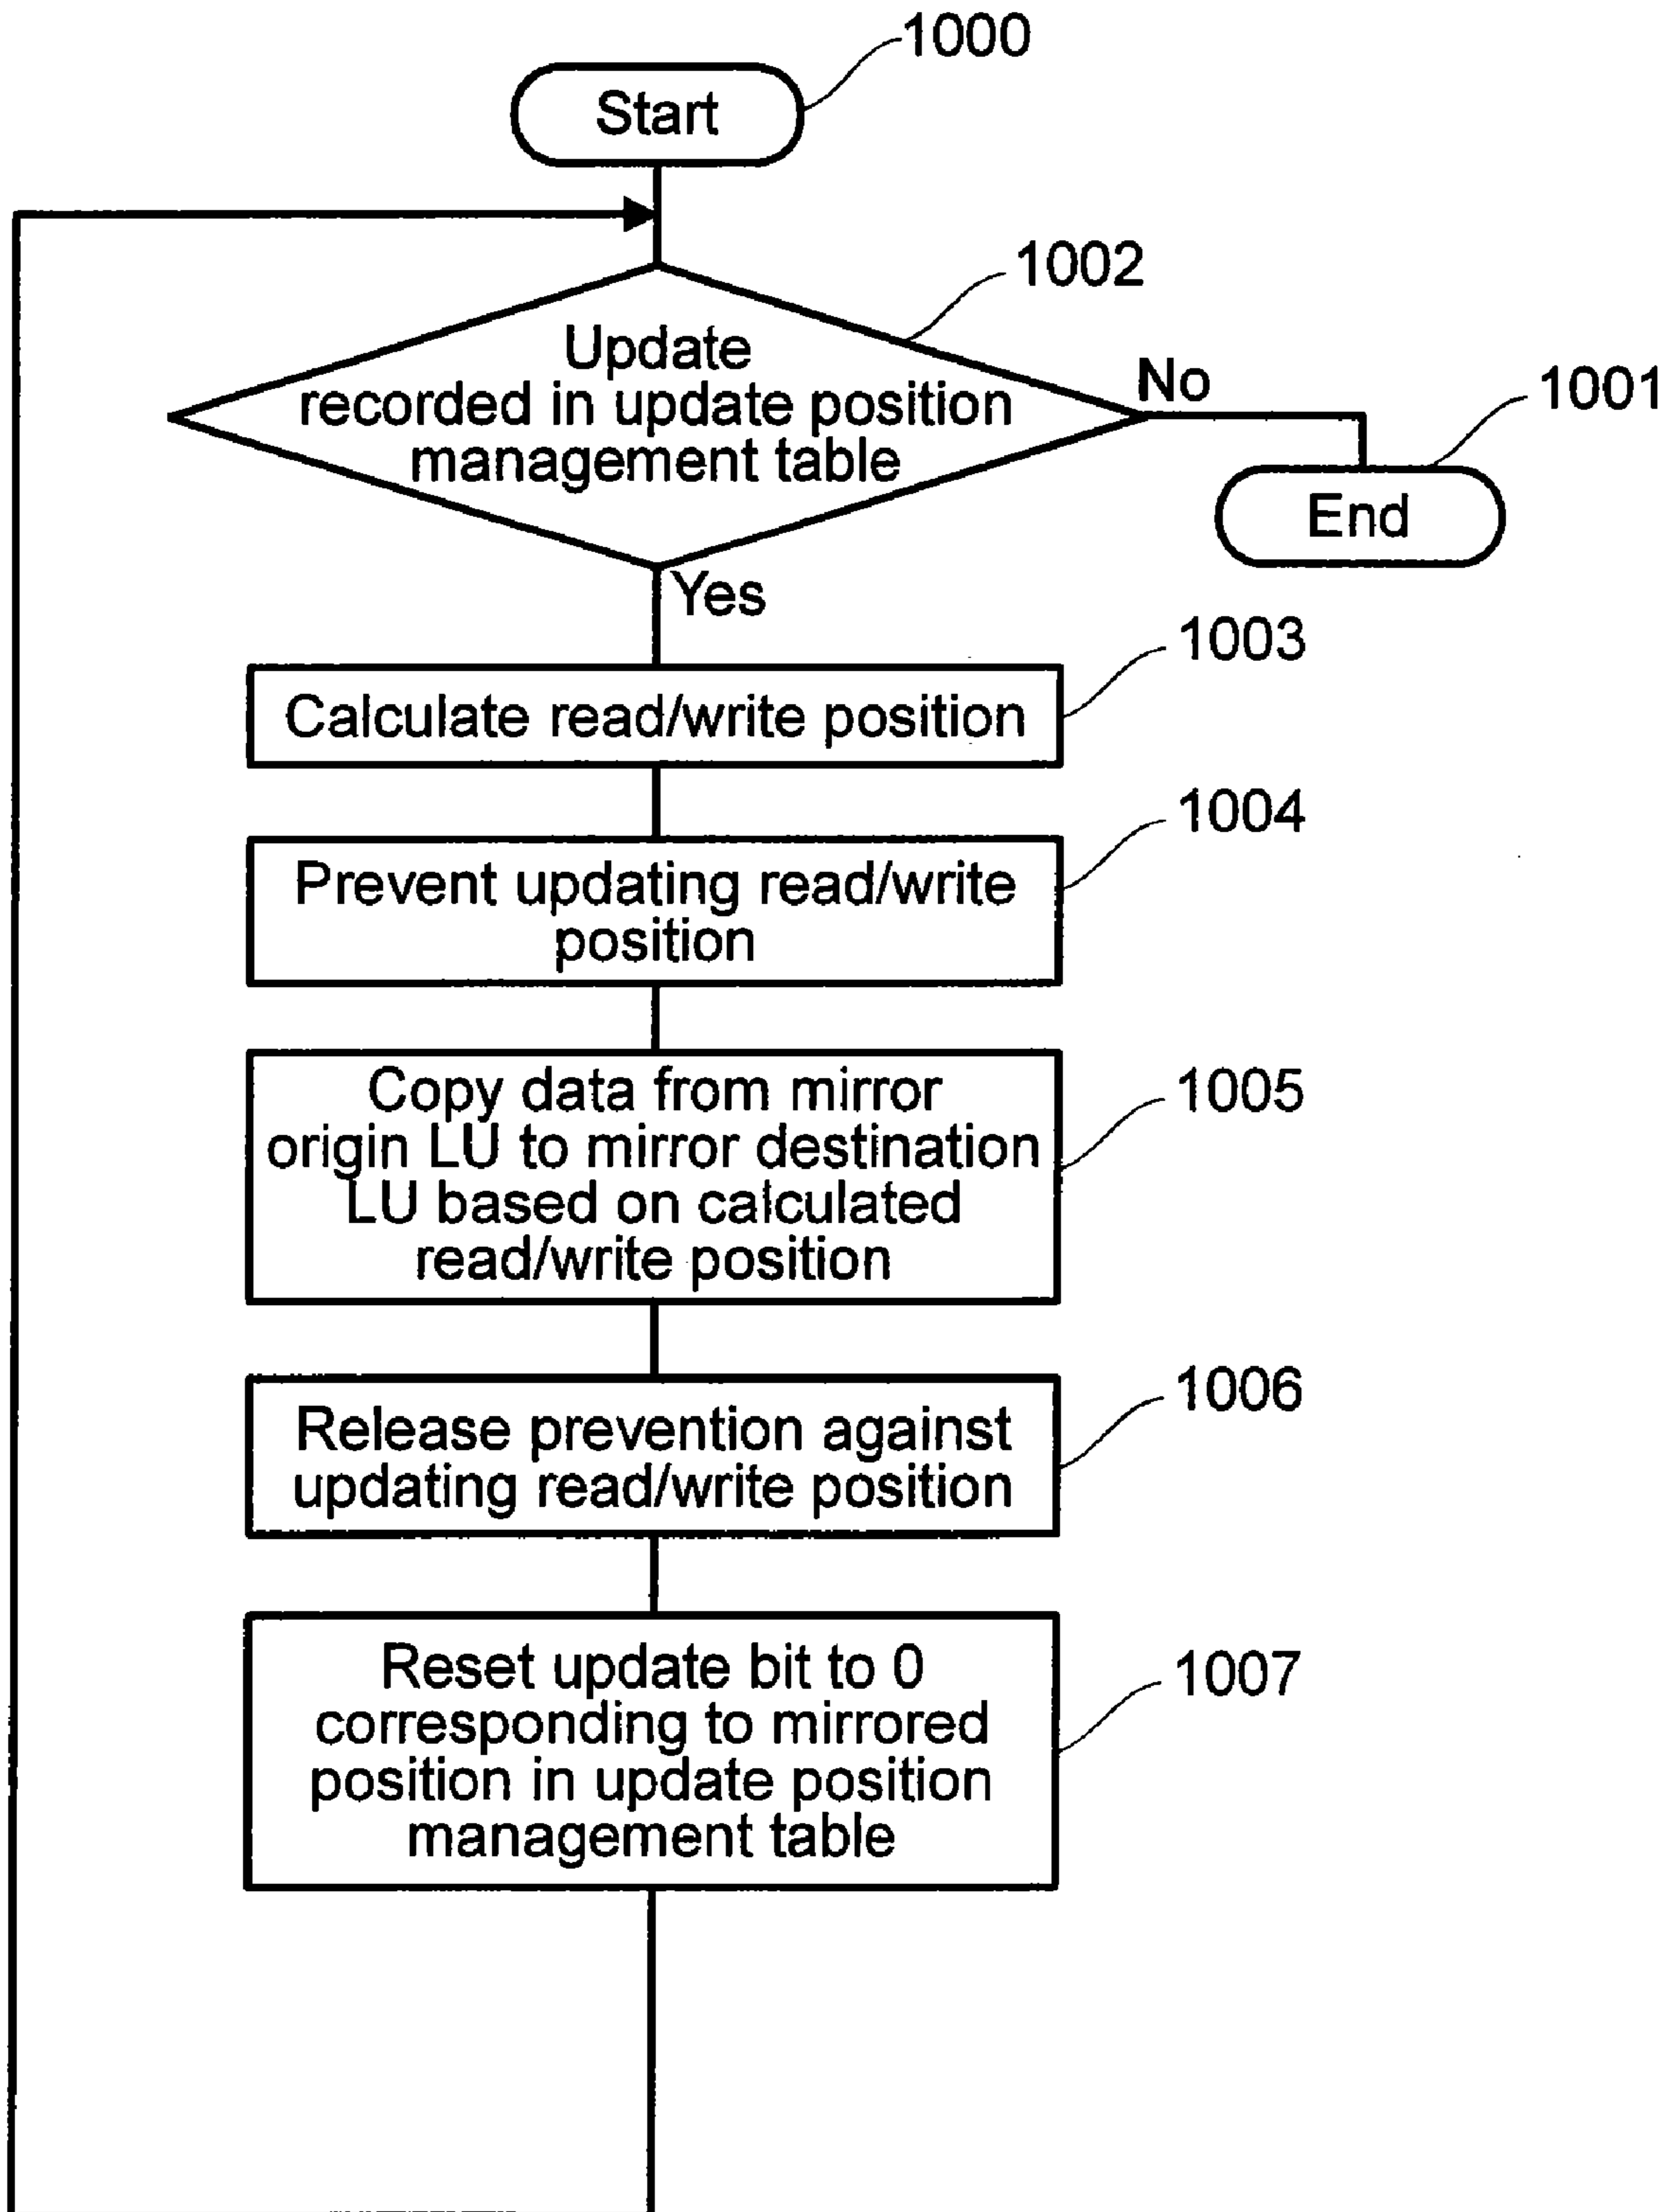 1000
Start
1002
Update
recorded in update position
management table
No
1001
End
Yes
1003
Calculate read/write position
1004
Prevent updating read/write
position
1005
Copy data from mirror
origin LU to mirror destination
LU based on calculated
read/write position
1006
Release prevention against
updating read/write position
1007
Reset update bit to 0
corresponding to mirrored
position in update position
management table